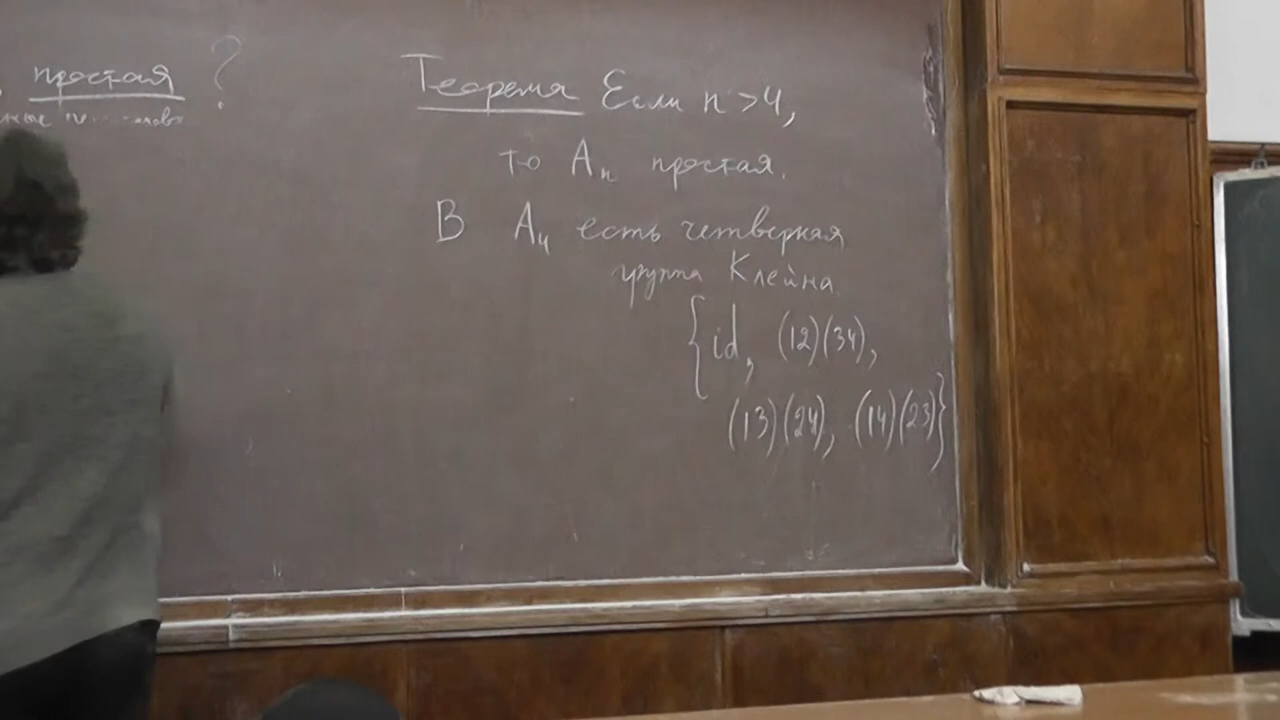 простая ?
Теорема Если n > 4,
то Aₙ простая.
В A₄ есть четверная
группа Клейна
{id, (12)(34),
(13)(24), (14)(23)}